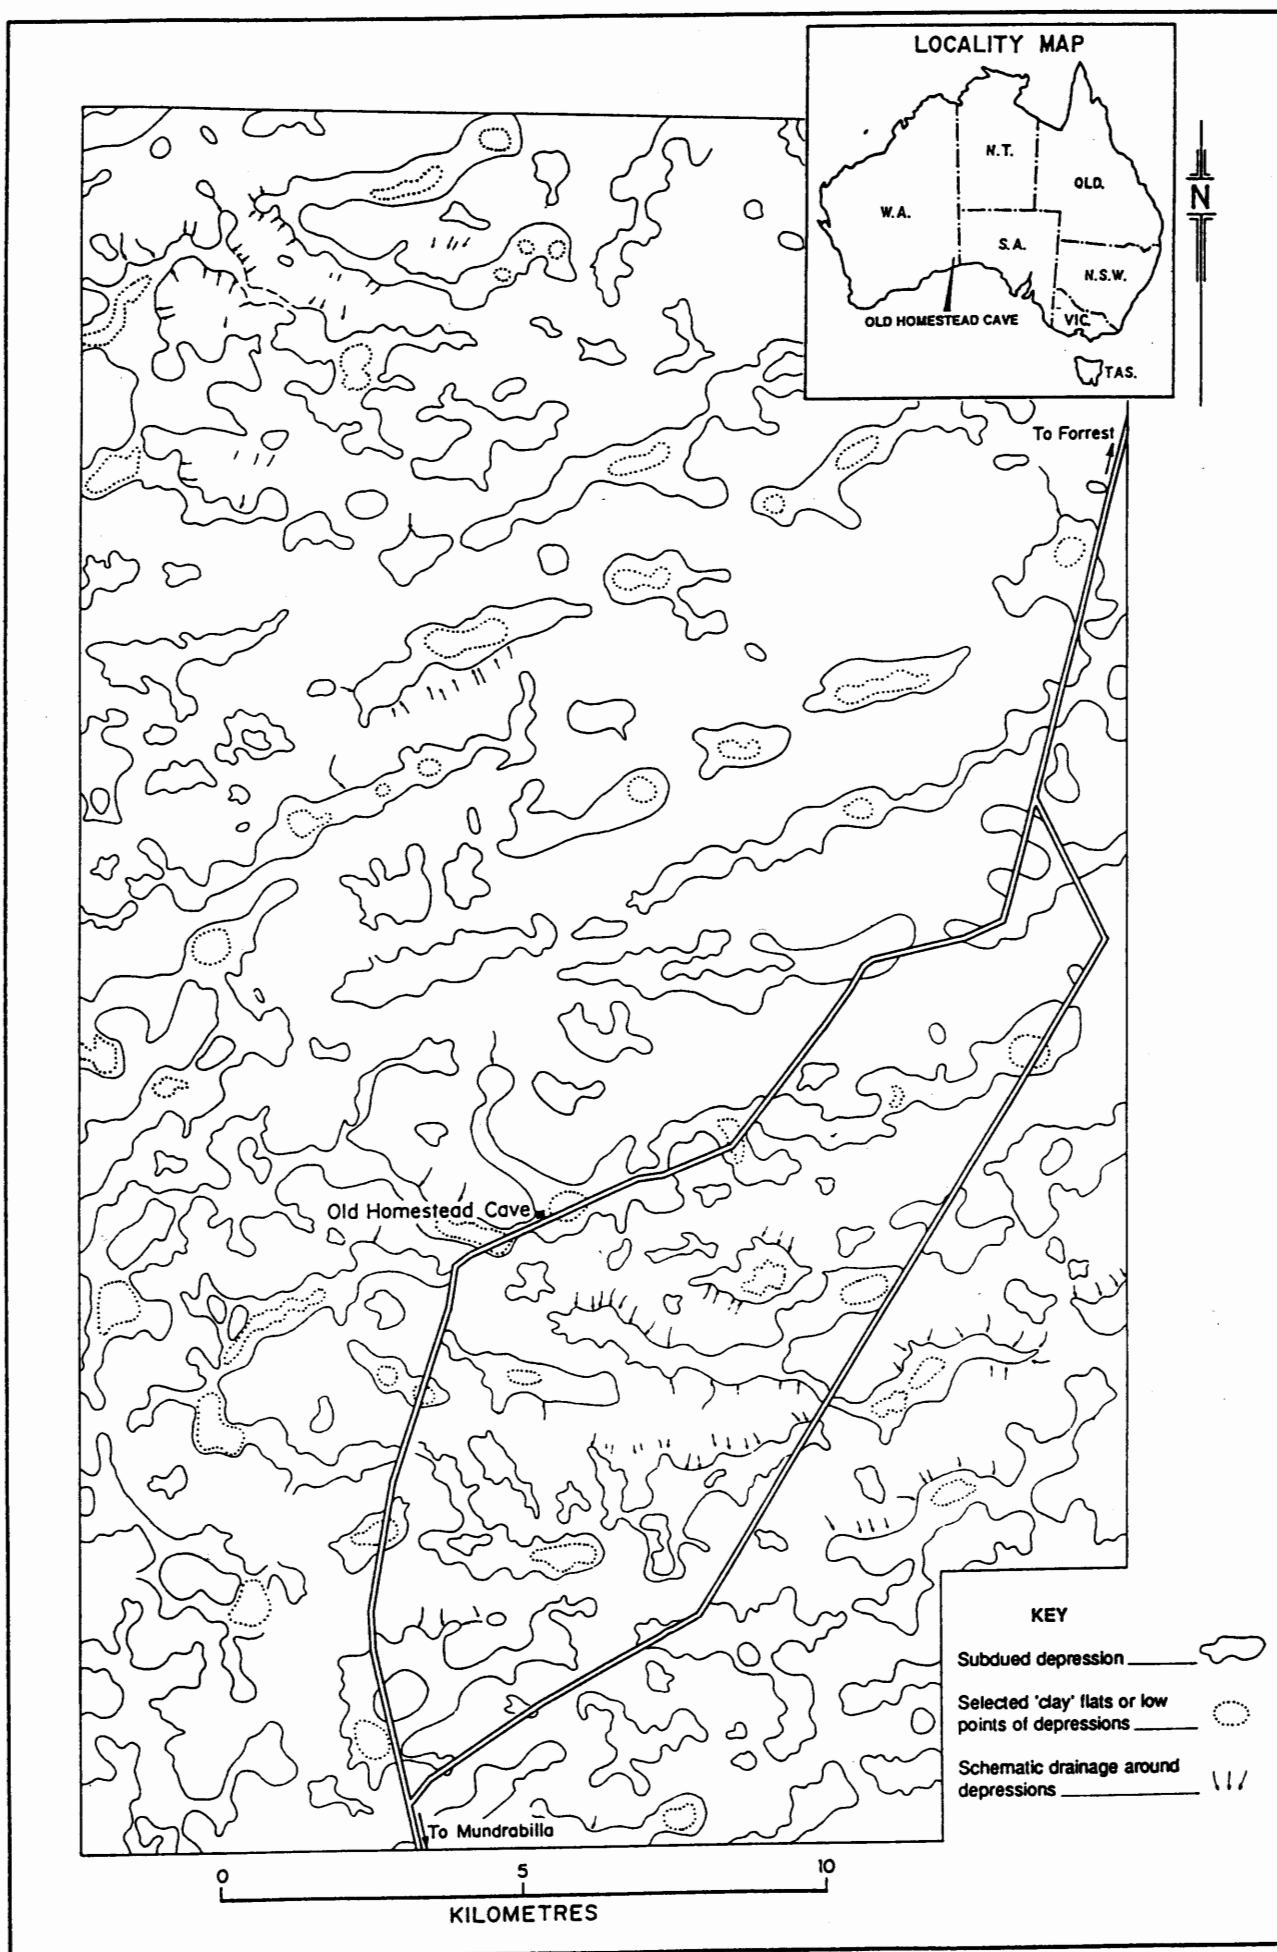 LOCALITY MAP
N.T.
QLD.
W.A.
S.A.
N.S.W.
OLD HOMESTEAD CAVE
VIC.
TAS.
N
To Forrest
Old Homestead Cave
KEY
Subdued depression
Selected 'clay' flats or low
points of depressions
Schematic drainage around
depressions
To Mundrabilla
0 5 10
KILOMETRES